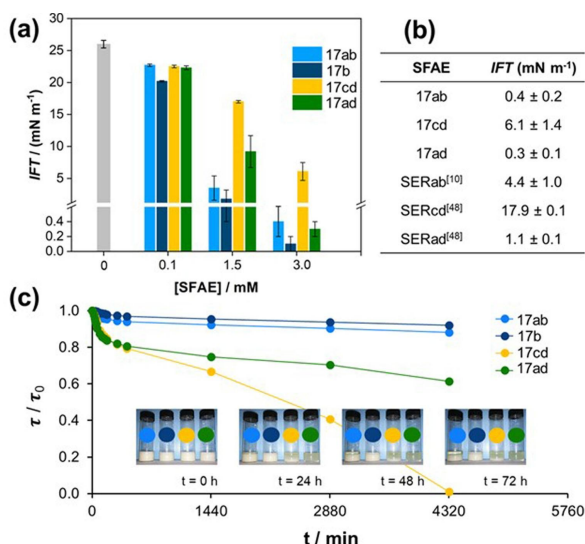 (a)
30
25
20
15
10
5
0.4
0.2
0.0
IFT / (mN m⁻¹)
17ab
17b
17cd
17ad
0 0.1 1.5 3.0
[SFAE] / mM
(b)
SFAE IFT (mN m⁻¹)
17ab 0.4 ± 0.2
17cd 6.1 ± 1.4
17ad 0.3 ± 0.1
SERab[10] 4.4 ± 1.0
SERcd[48] 17.9 ± 0.1
SERad[48] 1.1 ± 0.1
(c)
1.0
0.8
0.6
0.4
0.2
0.0
τ / τ₀
17ab
17b
17cd
17ad
t = 0 h t = 24 h t = 48 h t = 72 h
0 1440 2880 4320 5760
t / min